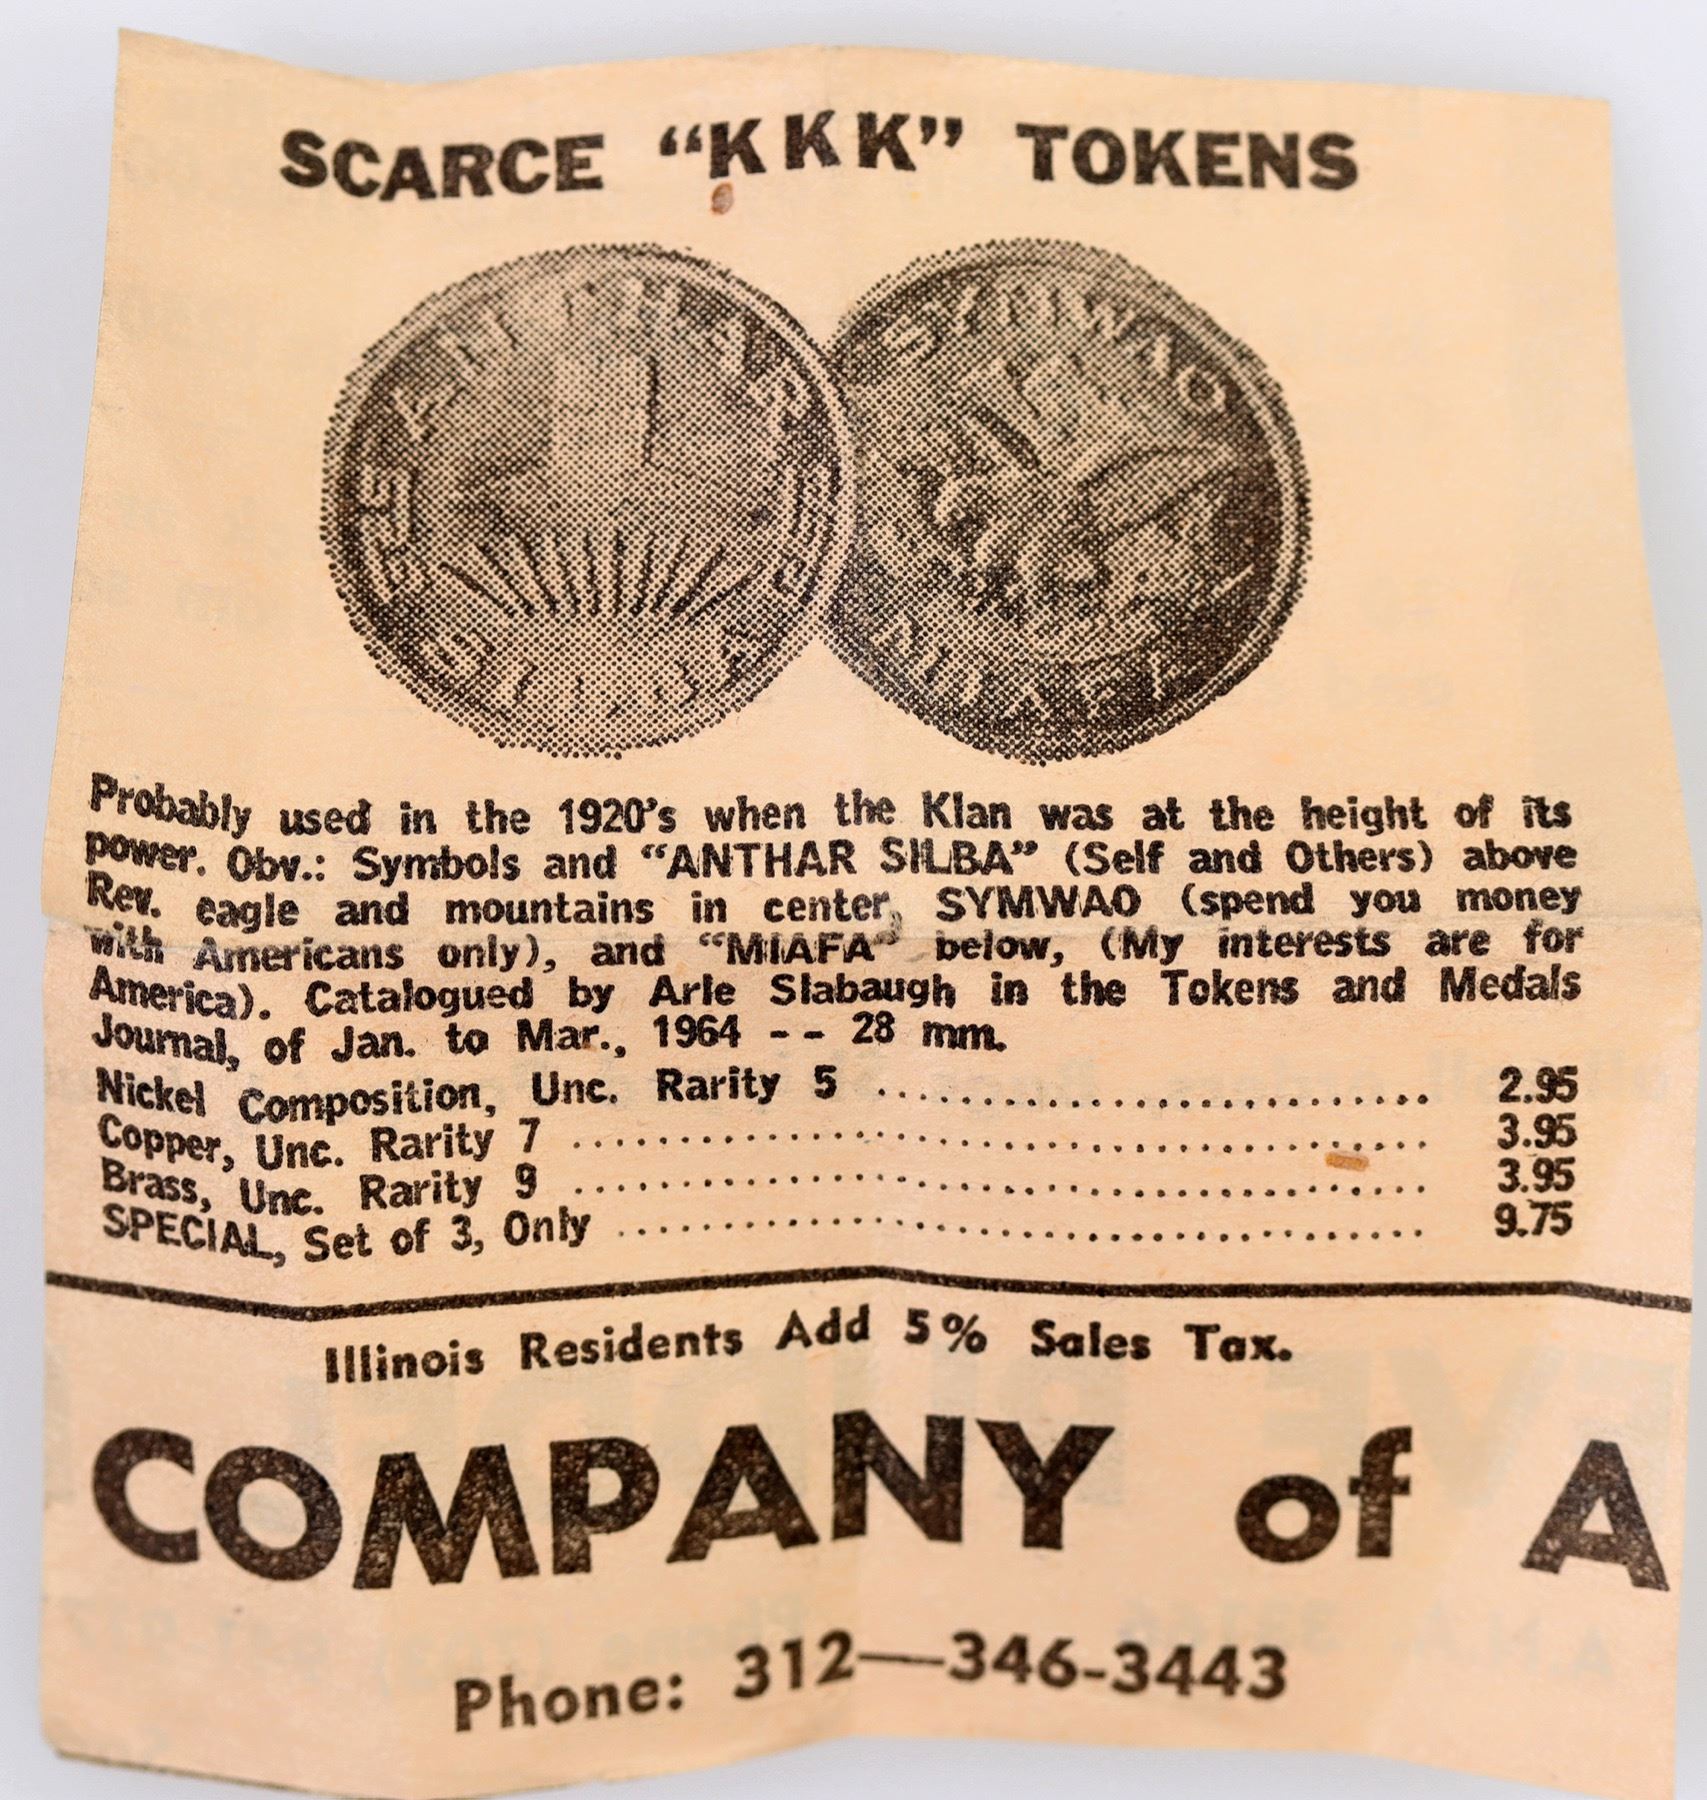 SCARCE "KKK" TOKENS
SYMWAO
Probably used in the 1920's when the Klan was at the height of its
power. Obv.: Symbols and "ANTHAR SILBA" (Self and Others) above
Rev. eagle and mountains in center, SYMWAO (spend you money
with Americans only), and "MIAFA" below, (My interests are for
America). Catalogued by Arle Slabaugh in the Tokens and Medals
Journal, of Jan. to Mar., 1964 -- 28 mm.
Nickel Composition, Unc. Rarity 5 .................................. 2.95
Copper, Unc. Rarity 7 .................................................. 3.95
Brass, Unc. Rarity 9 .................................................... 3.95
SPECIAL, Set of 3, Only ................................................ 9.75
Illinois Residents Add 5% Sales Tax.
COMPANY of A
Phone: 312—346-3443